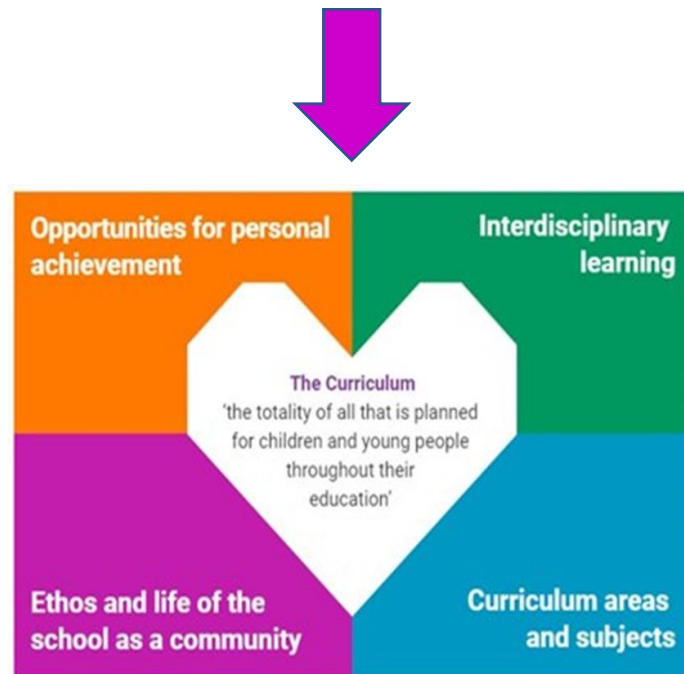 Opportunities for personal
achievement
Interdisciplinary
learning
The Curriculum
‘the totality of all that is planned
for children and young people
throughout their
education’
Ethos and life of the
school as a community
Curriculum areas
and subjects